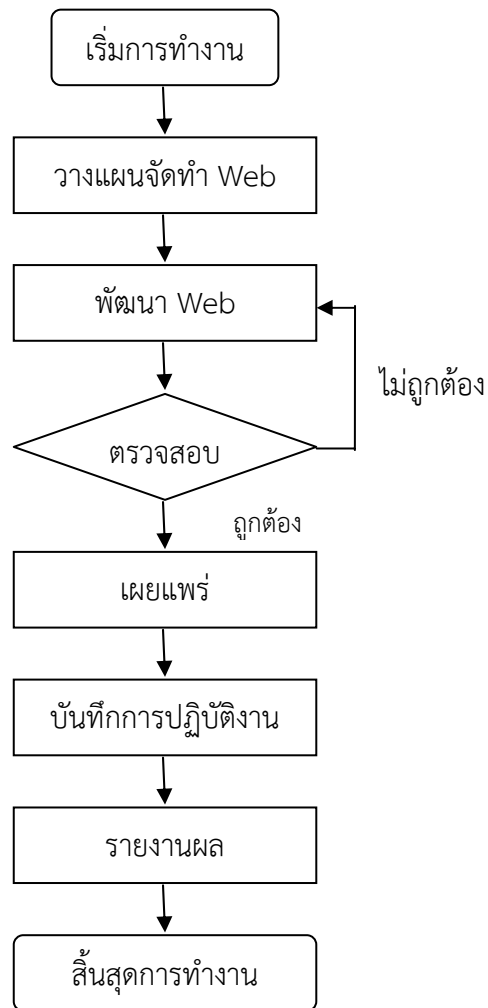 เริ่มการทำงาน
วางแผนจัดทำ Web
พัฒนา Web
ไม่ถูกต้อง
ตรวจสอบ
ถูกต้อง
เผยแพร่
บันทึกการปฏิบัติงาน
รายงานผล
สิ้นสุดการทำงาน